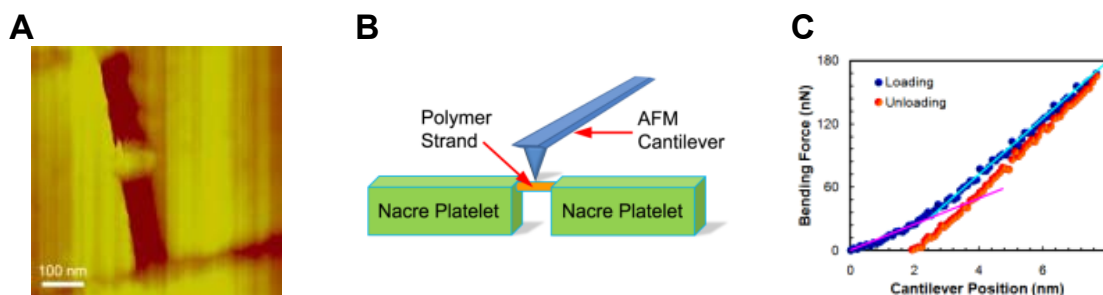 A
100 nm
B
Polymer
Strand
AFM
Cantilever
Nacre Platelet
Nacre Platelet
C
Bending Force (nN)
180
120
60
0
Loading
Unloading
0 2 4 6
Cantilever Position (nm)